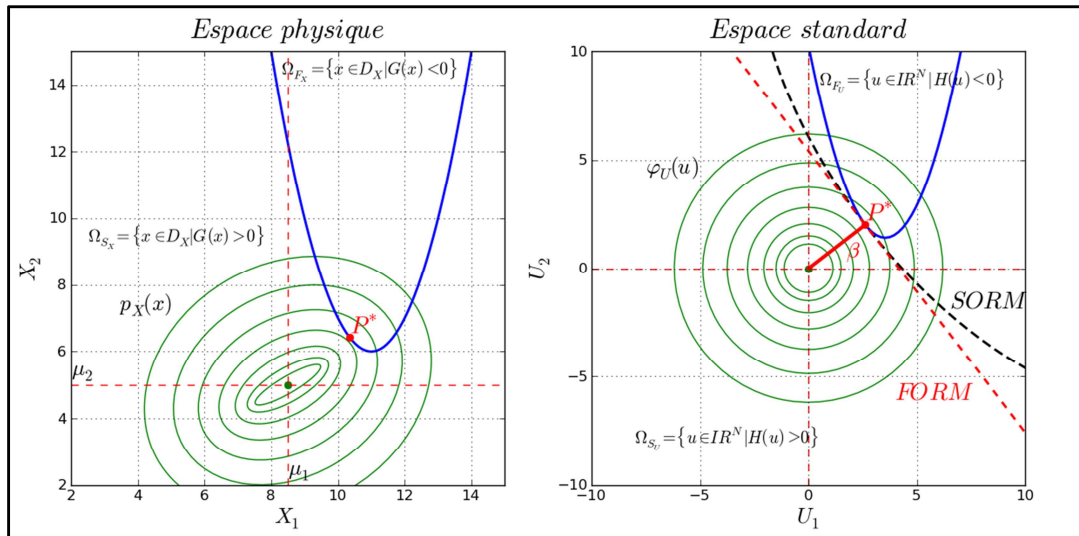 Espace physique
Ω_{F_X}={x∈D_X|G(x)<0}
Ω_{S_X}={x∈D_X|G(x)>0}
p_X(x)
P*
μ_2
μ_1
14
12
10
8
6
4
2
X_2
2
4
6
8
10
12
14
X_1
Espace standard
Ω_{F_U}={u∈IR^N|H(u)<0}
φ_U(u)
P*
β
SORM
FORM
Ω_{S_U}={u∈IR^N|H(u)>0}
10
5
0
−5
−10
U_2
−10
−5
0
5
10
U_1